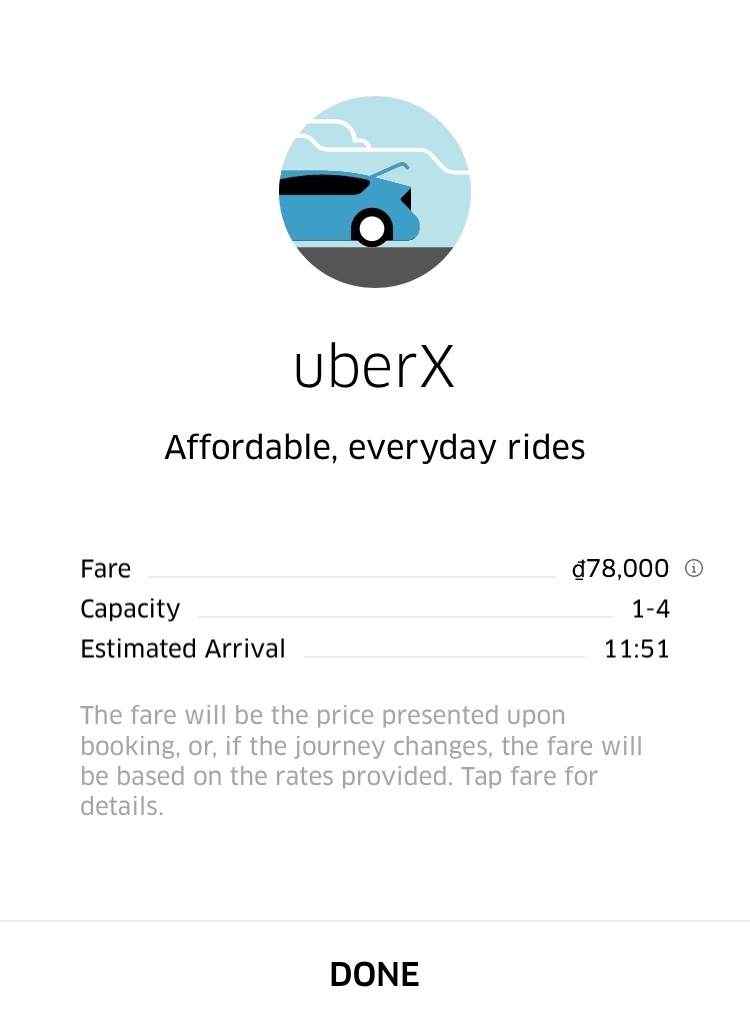 uberX
Affordable, everyday rides
Fare ₫78,000
Capacity 1-4
Estimated Arrival 11:51
The fare will be the price presented upon
booking, or, if the journey changes, the fare will
be based on the rates provided. Tap fare for
details.
DONE